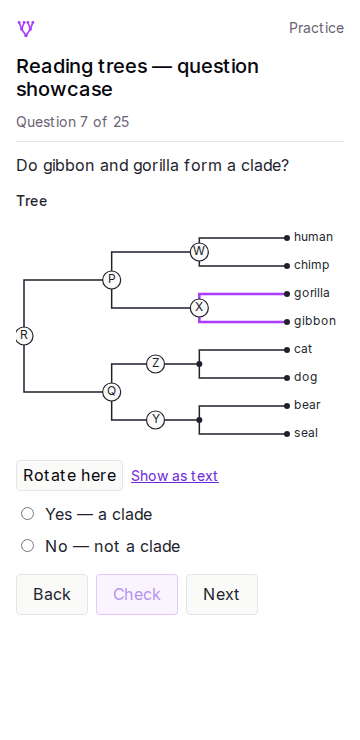 Practice
Reading trees — question
showcase
Question 7 of 25
Do gibbon and gorilla form a clade?
Tree
human
W
chimp
P
gorilla
X
gibbon
R
cat
Z
dog
Q
bear
Y
seal
Rotate here Show as text
Yes — a clade
No — not a clade
Back Check Next